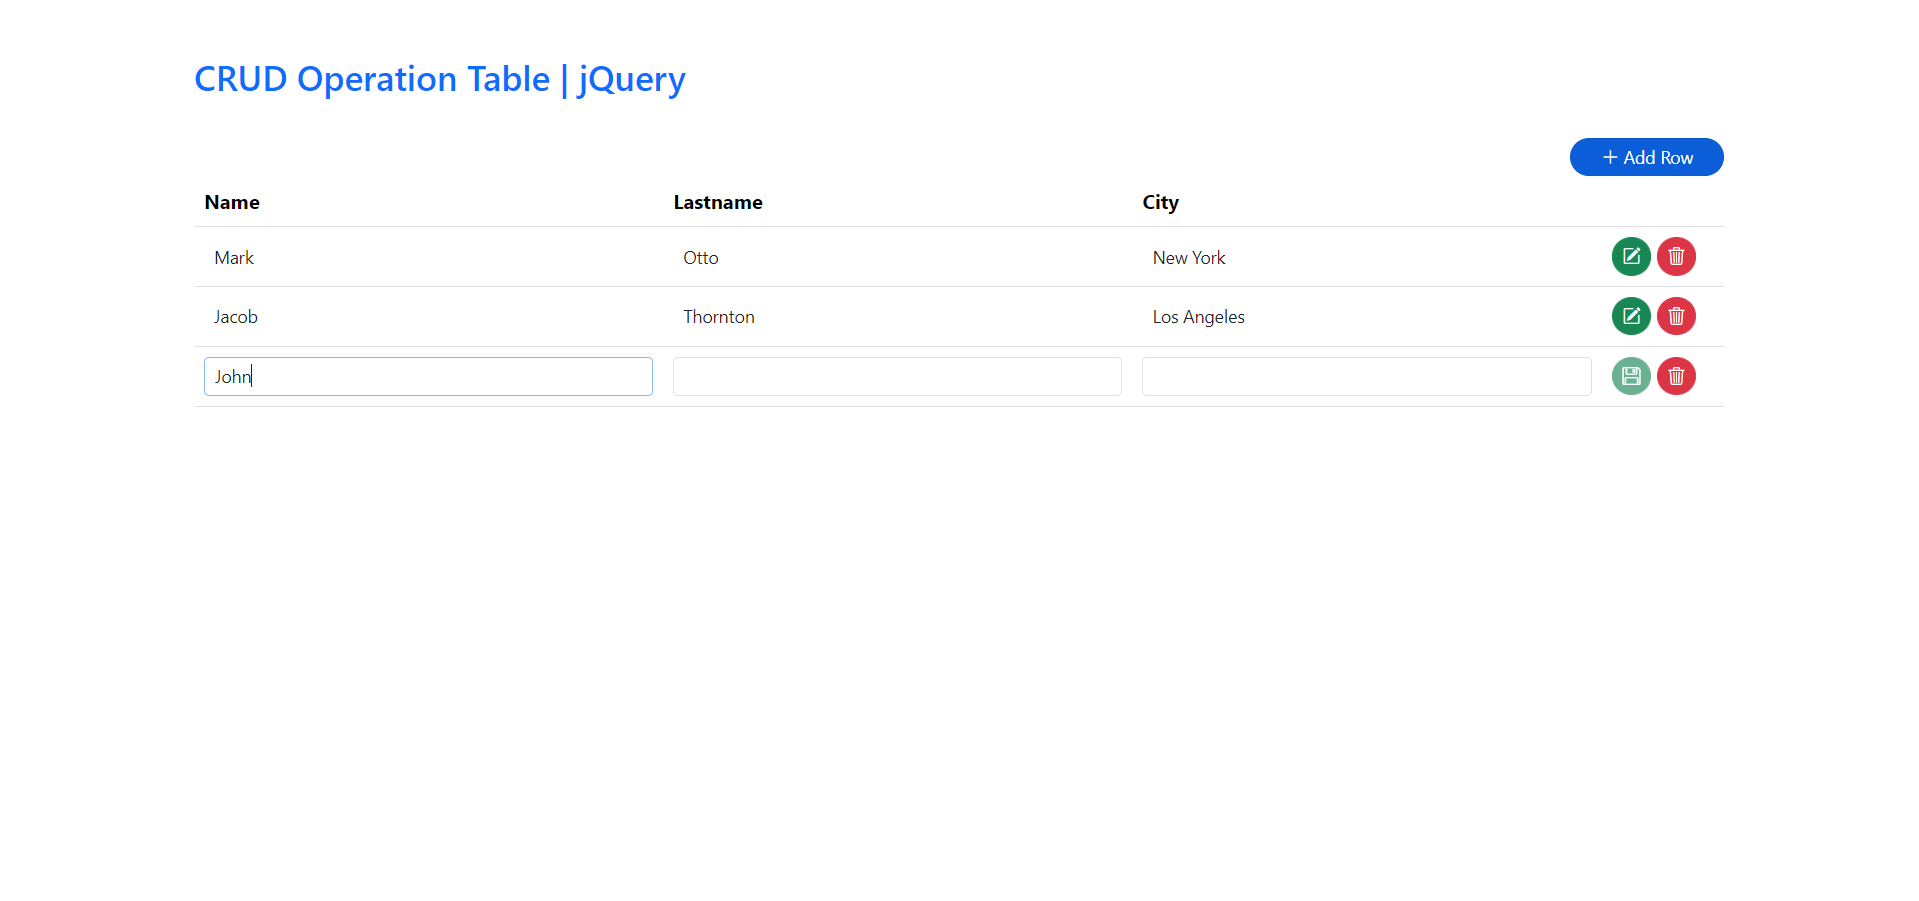 CRUD Operation Table | jQuery
+ Add Row
Name Lastname City
Mark Otto New York
Jacob Thornton Los Angeles
John